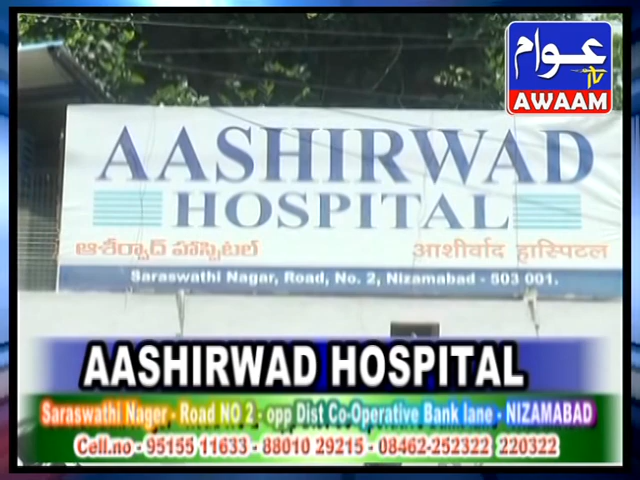 عوام
TV
AWAAM
AASHIRWAD
HOSPITAL
ఆశీర్వాద్ హాస్పిటల్ आशीर्वाद हास्पिटल
Saraswathi Nagar, Road, No. 2, Nizamabad - 503 001.
AASHIRWAD HOSPITAL
Saraswathi Nager - Road NO 2 - opp Dist Co-Operative Bank lane - NIZAMABAD
Cell.no - 95155 11633 - 88010 29215 - 08462-252322 220322